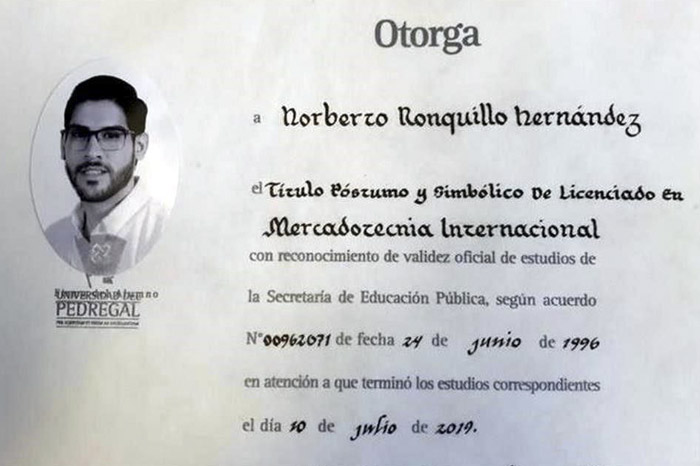 Otorga
a Norberto Ronquillo Hernández
el Título Póstumo y Simbólico De Licenciado En
Mercadotecnia Internacional
con reconocimiento de validez oficial de estudios de
la Secretaría de Educación Pública, según acuerdo
N°00962071 de fecha 24 de junio de 1996
en atención a que terminó los estudios correspondientes
el día 10 de julio de 2019.
UNIVERSIDAD DEL
PEDREGAL